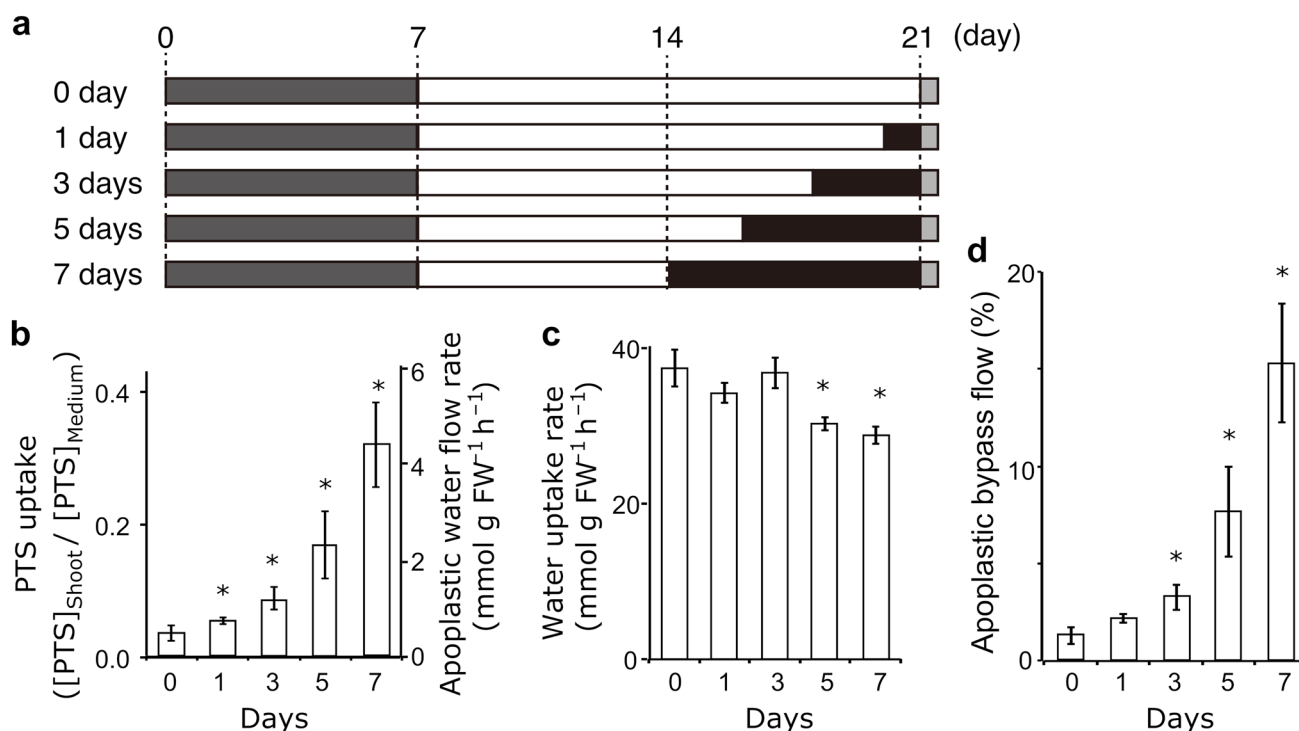 a
0 7 14 21 (day)
0 day
1 day
3 days
5 days
7 days
b
PTS uptake
([PTS]Shoot / [PTS]Medium)
0.4
0.2
0.0
* * * *
6
4
2
0
Apoplastic water flow rate
(mmol g FW⁻¹ h⁻¹)
0 1 3 5 7
Days
c
Water uptake rate
(mmol g FW⁻¹ h⁻¹)
40
20
0
* *
0 1 3 5 7
Days
d
Apoplastic bypass flow (%)
20
10
0
* * *
0 1 3 5 7
Days